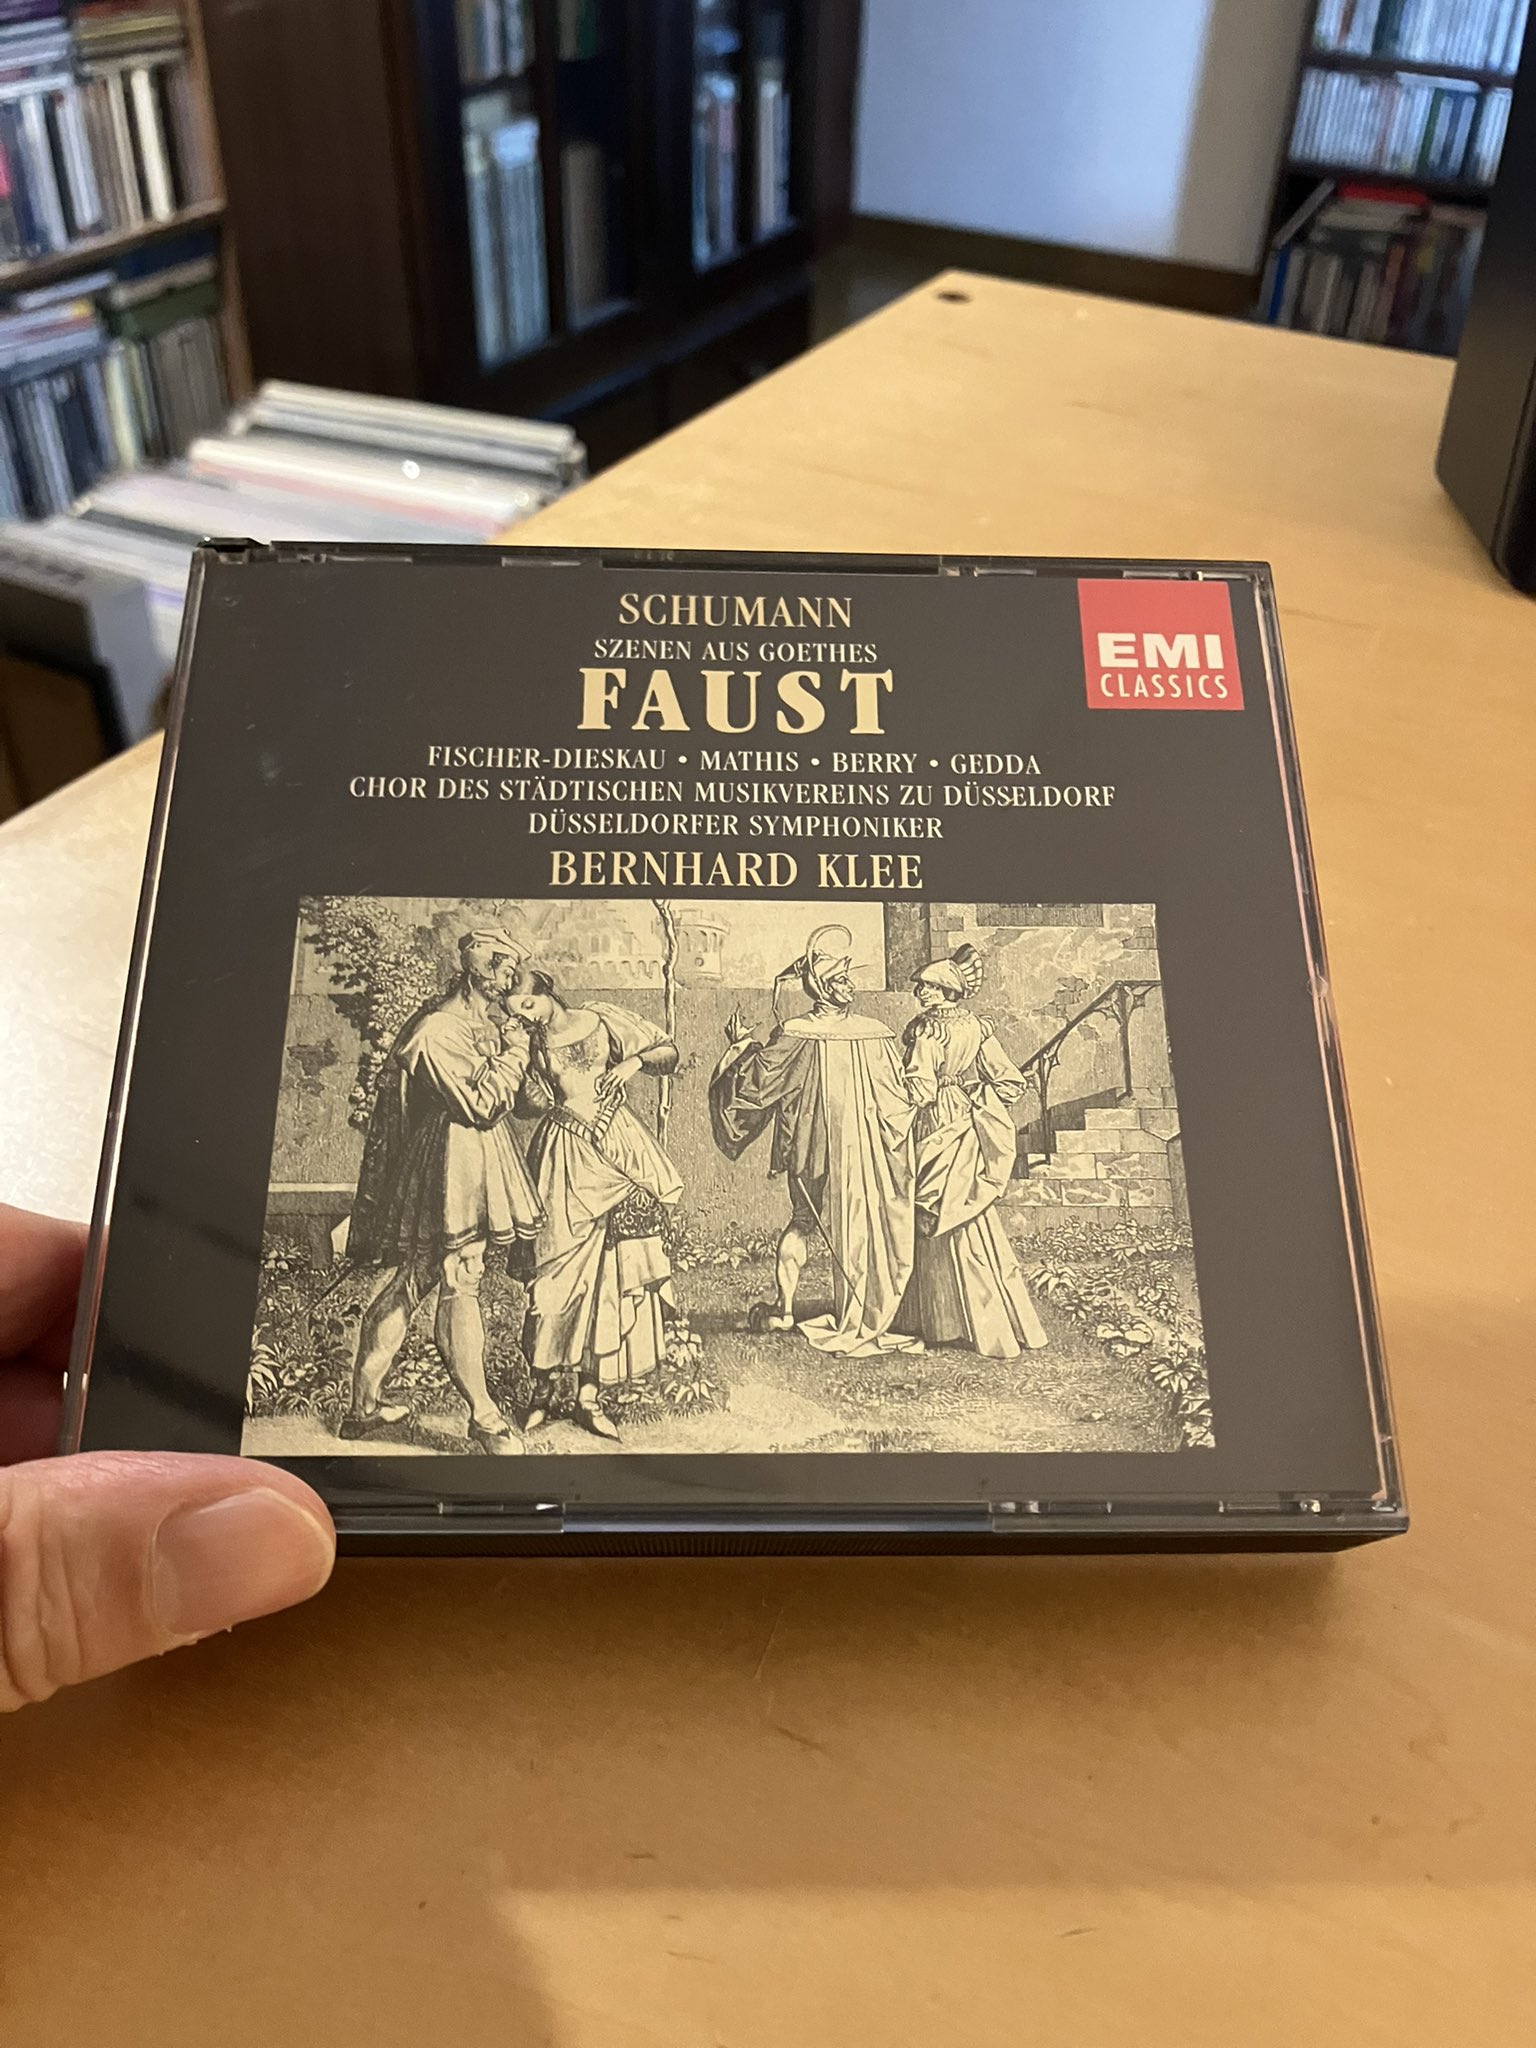 SCHUMANN
SZENEN AUS GOETHES
FAUST
EMI
CLASSICS
FISCHER-DIESKAU • MATHIS • BERRY • GEDDA
CHOR DES STÄDTISCHEN MUSIKVEREINS ZU DÜSSELDORF
DÜSSELDORFER SYMPHONIKER
BERNHARD KLEE